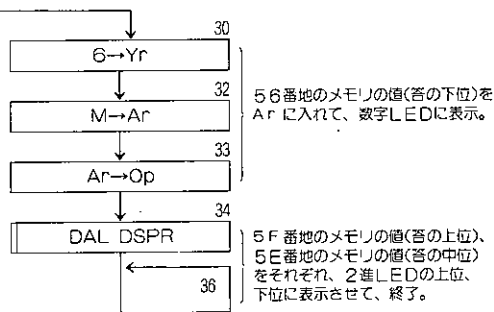 30
6→Yr
32
M→Ar
33
Ar→Op
34
DAL DSPR
36
56番地のメモリの値(答の下位)を
Ar に入れて、数字LEDに表示。
5F番地のメモリの値(答の上位)、
5E番地のメモリの値(答の中位)
をそれぞれ、2進LEDの上位、
下位に表示させて、終了。